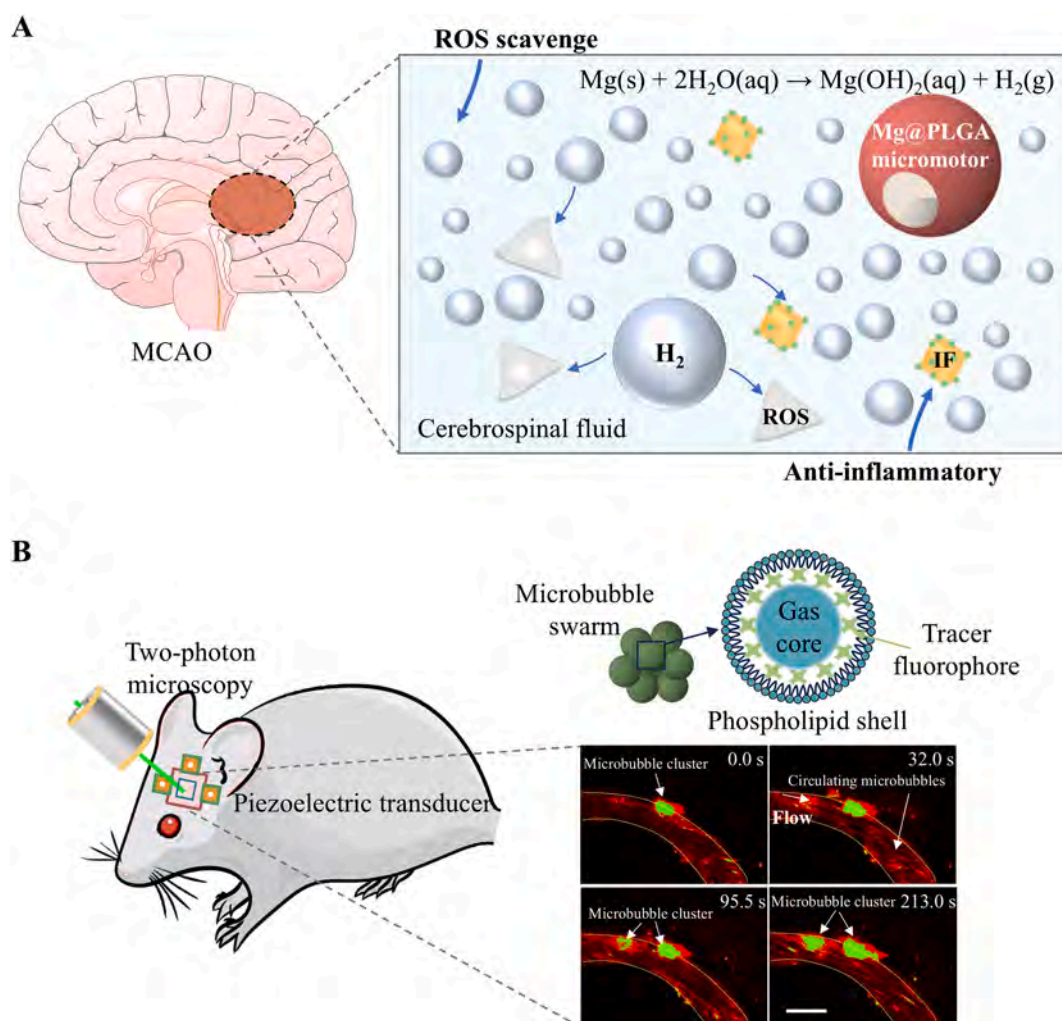 A
ROS scavenge
Mg(s) + 2H₂O(aq) → Mg(OH)₂(aq) + H₂(g)
Mg@PLGA
micromotor
MCAO
H₂
IF
ROS
Cerebrospinal fluid
Anti-inflammatory
B
Microbubble
swarm
Gas
core
Tracer
fluorophore
Phospholipid shell
Two-photon
microscopy
Piezoelectric transducer
0.0 s
Microbubble cluster
32.0 s
Circulating microbubbles
Flow
95.5 s
Microbubble cluster
213.0 s
Microbubble cluster